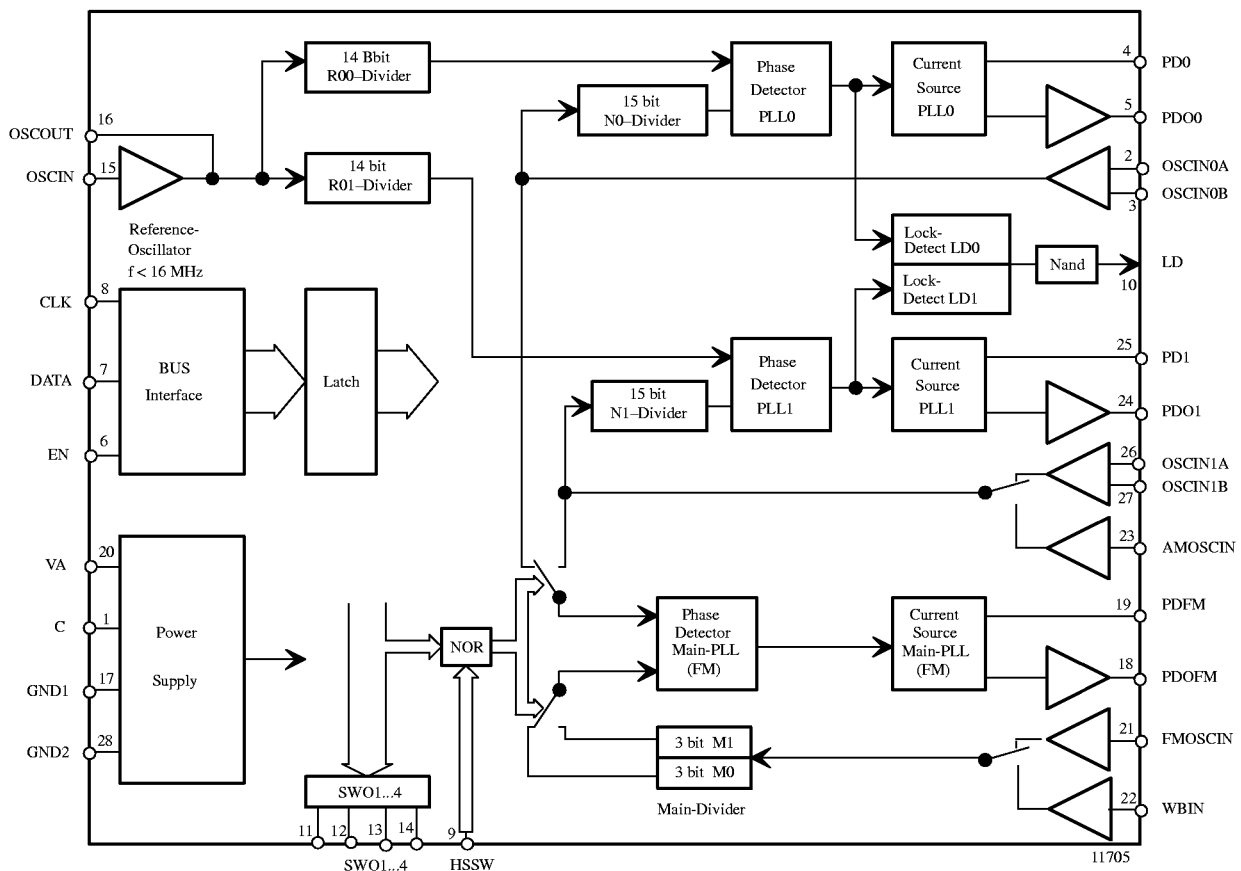 16
OSCOUT
15
OSCIN
Reference-
Oscillator
f < 16 MHz
14 Bbit
R00–Divider
14 bit
R01–Divider
15 bit
N0–Divider
Phase
Detector
PLL0
Current
Source
PLL0
4
PD0
5
PDO0
2
OSCIN0A
OSCIN0B
3
Lock-
Detect LD0
Lock-
Detect LD1
Nand
LD
10
8
CLK
7
DATA
6
EN
BUS
Interface
Latch
15 bit
N1–Divider
Phase
Detector
PLL1
Current
Source
PLL1
25
PD1
24
PDO1
26
OSCIN1A
OSCIN1B
27
23
AMOSCIN
20
VA
1
C
17
GND1
28
GND2
Power
Supply
NOR
Phase
Detector
Main-PLL
(FM)
Current
Source
Main-PLL
(FM)
19
PDFM
18
PDOFM
21
FMOSCIN
22
WBIN
3 bit M1
3 bit M0
Main-Divider
SWO1...4
11
12
13
14
9
SWO1...4
HSSW
11705